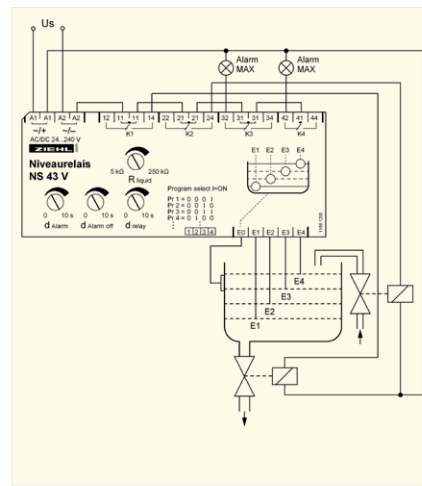 Us
Alarm MAX
Alarm MAX
A1 A1 A2 A2 12 11 11 14 22 21 21 24 32 31 31 34 42 41 44
~/+ ~/– K1 K2 K3 K4
AC/DC 24...240 V
ZIEHL
Niveaurelais
NS 43 V
5 kΩ 250 kΩ
R liquid
E1 E2 E3 E4
Program select I=ON
Pr 1 = 0 0 0 I
Pr 2 = 0 0 I 0
Pr 3 = 0 0 I I
Pr 4 = 0 I 0 0
1 2 3 4
0 10 s 0 10 s 0 10 s
d Alarm d Alarm off d relay
E0 E1 E2 E3 E4
E4
E3
E2
E1